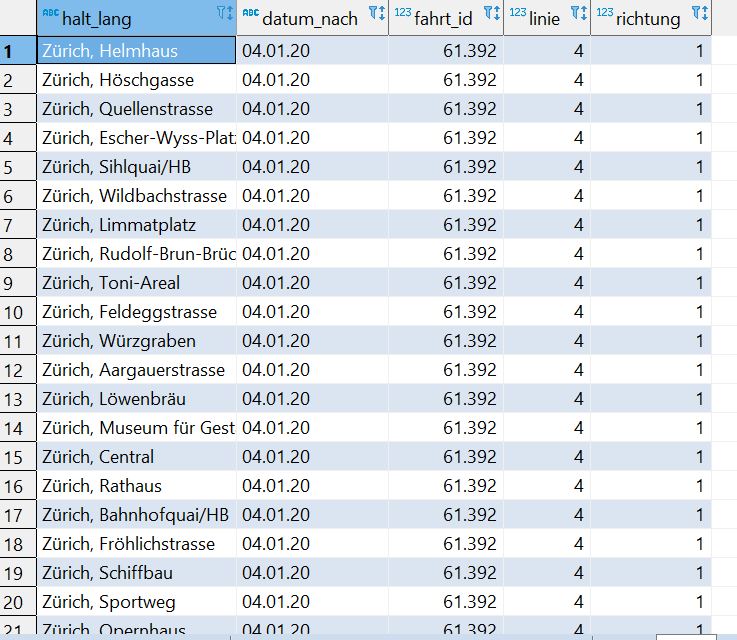 ABC halt_lang ABC datum_nach 123 fahrt_id 123 linie 123 richtung
1 Zürich, Helmhaus 04.01.20 61.392 4 1
2 Zürich, Höschgasse 04.01.20 61.392 4 1
3 Zürich, Quellenstrasse 04.01.20 61.392 4 1
4 Zürich, Escher-Wyss-Platz 04.01.20 61.392 4 1
5 Zürich, Sihlquai/HB 04.01.20 61.392 4 1
6 Zürich, Wildbachstrasse 04.01.20 61.392 4 1
7 Zürich, Limmatplatz 04.01.20 61.392 4 1
8 Zürich, Rudolf-Brun-Brüc 04.01.20 61.392 4 1
9 Zürich, Toni-Areal 04.01.20 61.392 4 1
10 Zürich, Feldeggstrasse 04.01.20 61.392 4 1
11 Zürich, Würzgraben 04.01.20 61.392 4 1
12 Zürich, Aargauerstrasse 04.01.20 61.392 4 1
13 Zürich, Löwenbräu 04.01.20 61.392 4 1
14 Zürich, Museum für Gest 04.01.20 61.392 4 1
15 Zürich, Central 04.01.20 61.392 4 1
16 Zürich, Rathaus 04.01.20 61.392 4 1
17 Zürich, Bahnhofquai/HB 04.01.20 61.392 4 1
18 Zürich, Fröhlichstrasse 04.01.20 61.392 4 1
19 Zürich, Schiffbau 04.01.20 61.392 4 1
20 Zürich, Sportweg 04.01.20 61.392 4 1
21 Zürich, Opernhaus 04.01.20 61.392 4 1